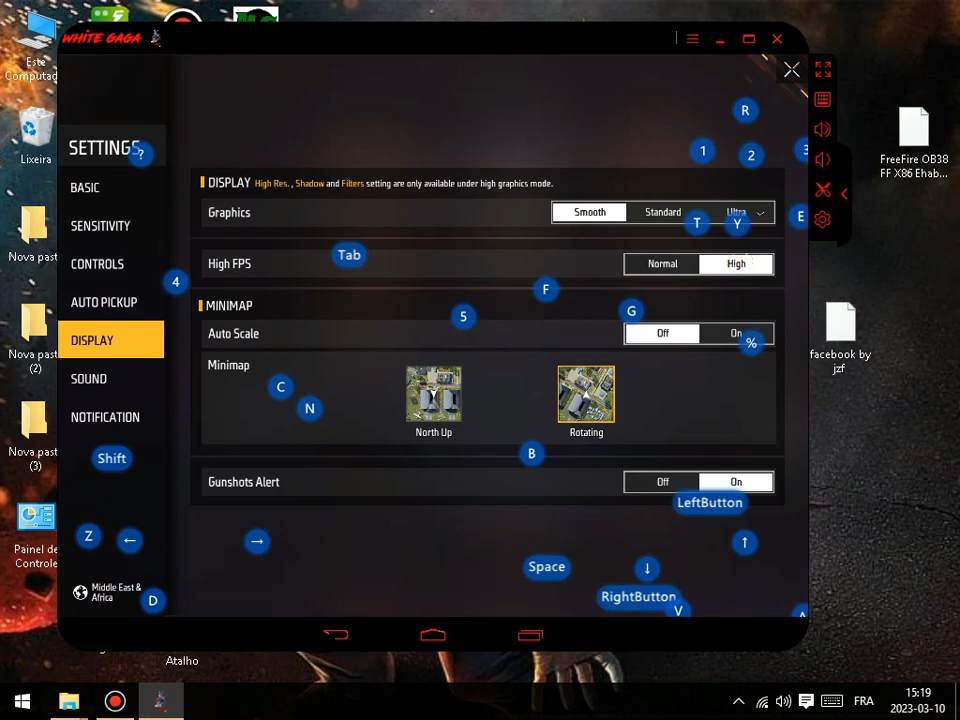 WHITE GAGA
Este
Computad
Lixeira
Nova past
Nova past
(2)
Nova past
(3)
Painel de
Controle
Atalho
FreeFire OB38
FF X86 Ehab...
facebook by
jzf
SETTINGS
?
BASIC
SENSITIVITY
CONTROLS
AUTO PICKUP
DISPLAY
SOUND
NOTIFICATION
Shift
Z
←
→
Middle East &
Africa
D
R
1
2
3
DISPLAY High Res. , Shadow and Filters setting are only available under high graphics mode.
Graphics
Smooth
Standard
Ultra
T
Y
E
High FPS
Tab
Normal
High
4
F
MINIMAP
5
G
Auto Scale
Off
On
%
Minimap
C
N
North Up
Rotating
B
Gunshots Alert
Off
On
LeftButton
↑
Space
↓
RightButton
V
A
FRA
15:19
2023-03-10